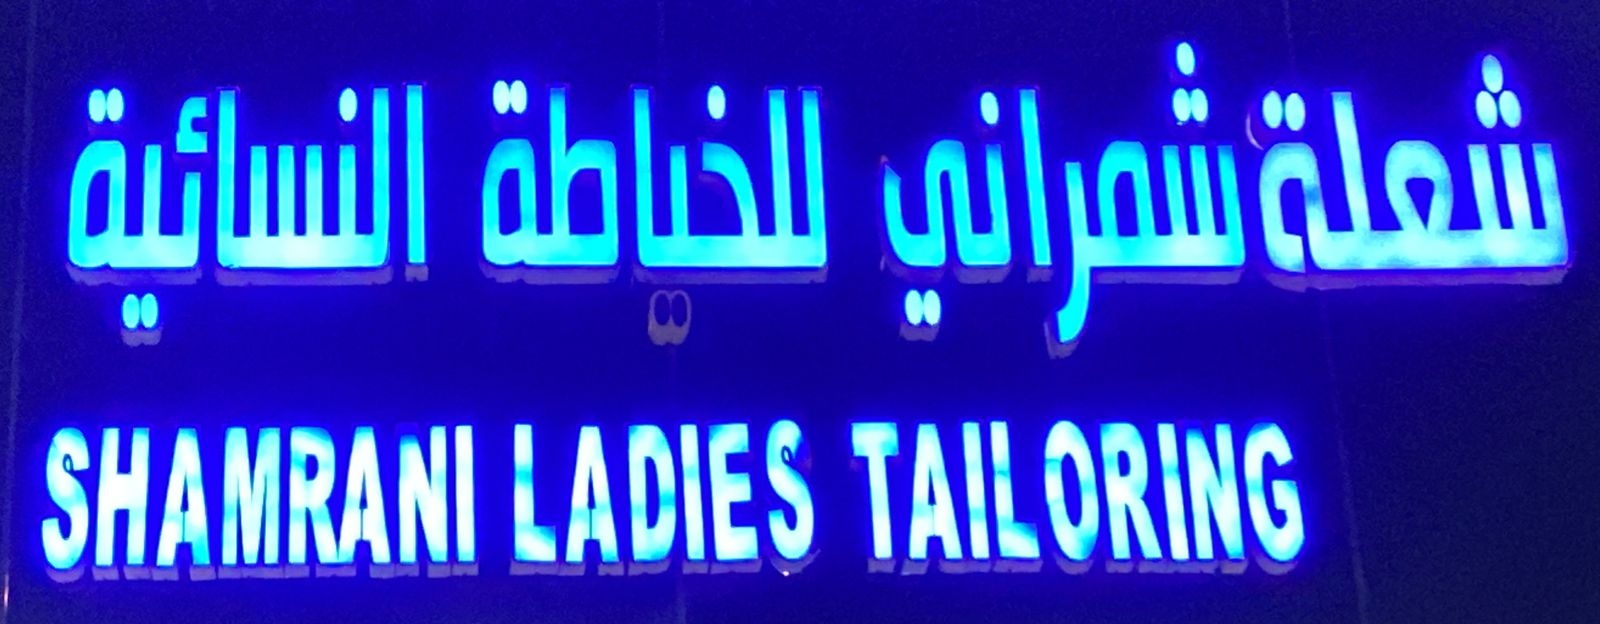 شعلة شمراني للخياطة النسائية
SHAMRANI LADIES TAILORING